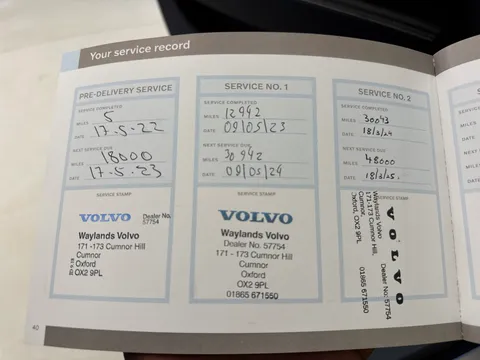 Your service record
PRE-DELIVERY SERVICE
SERVICE COMPLETED
MILES 5
DATE 17-5-22
NEXT SERVICE DUE
MILES 18000
DATE 17-5-23
SERVICE STAMP
VOLVO Dealer No. 57754
Waylands Volvo
171-173 Cumnor Hill
Cumnor
Oxford
OX2 9PL
SERVICE NO. 1
SERVICE COMPLETED
MILES 12942
DATE 09/05/23
NEXT SERVICE DUE
MILES 30942
DATE 08/05/24
SERVICE STAMP
VOLVO
Waylands Volvo
Dealer No. 57754
171 - 173 Cumnor Hill
Cumnor
Oxford
OX2 9PL
01865 671550
SERVICE NO. 2
SERVICE COMPLETED
MILES 30043
DATE 18/3/24
NEXT SERVICE DUE
MILES 48000
DATE 18/3/25.
SERVICE STAMP
VOLVO
Dealer No: 57754
Waylands Volvo
171-173 Cumnor Hill
Cumnor,
Oxford, OX2 9PL
01865 671550
40